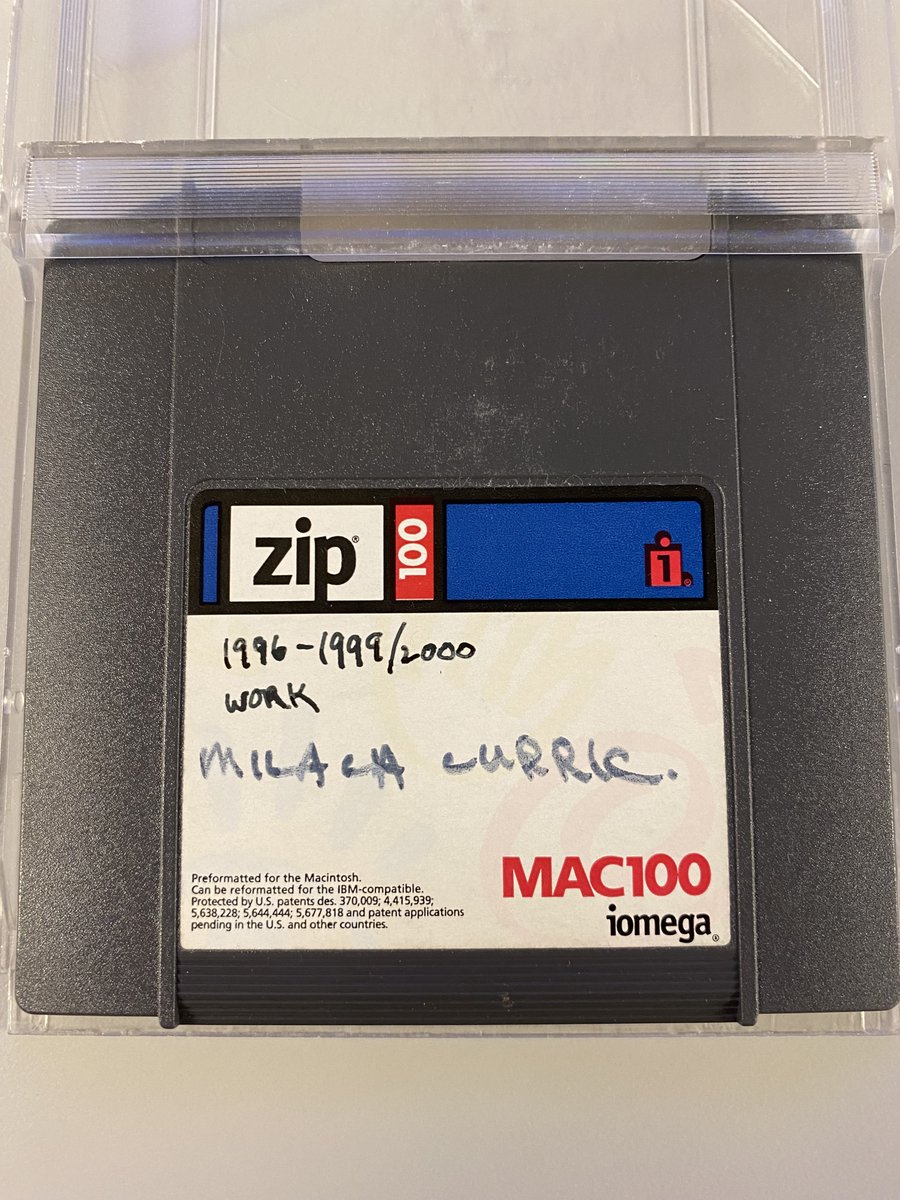 zip®
100
1®
1996-1999/2000
WORK
CURRIC.
Preformatted for the Macintosh.
Can be reformatted for the IBM-compatible.
Protected by U.S. patents des. 370,009; 4,415,939;
5,638,228; 5,644,444; 5,677,818 and patent applications
pending in the U.S. and other countries.
MAC100
iomega®